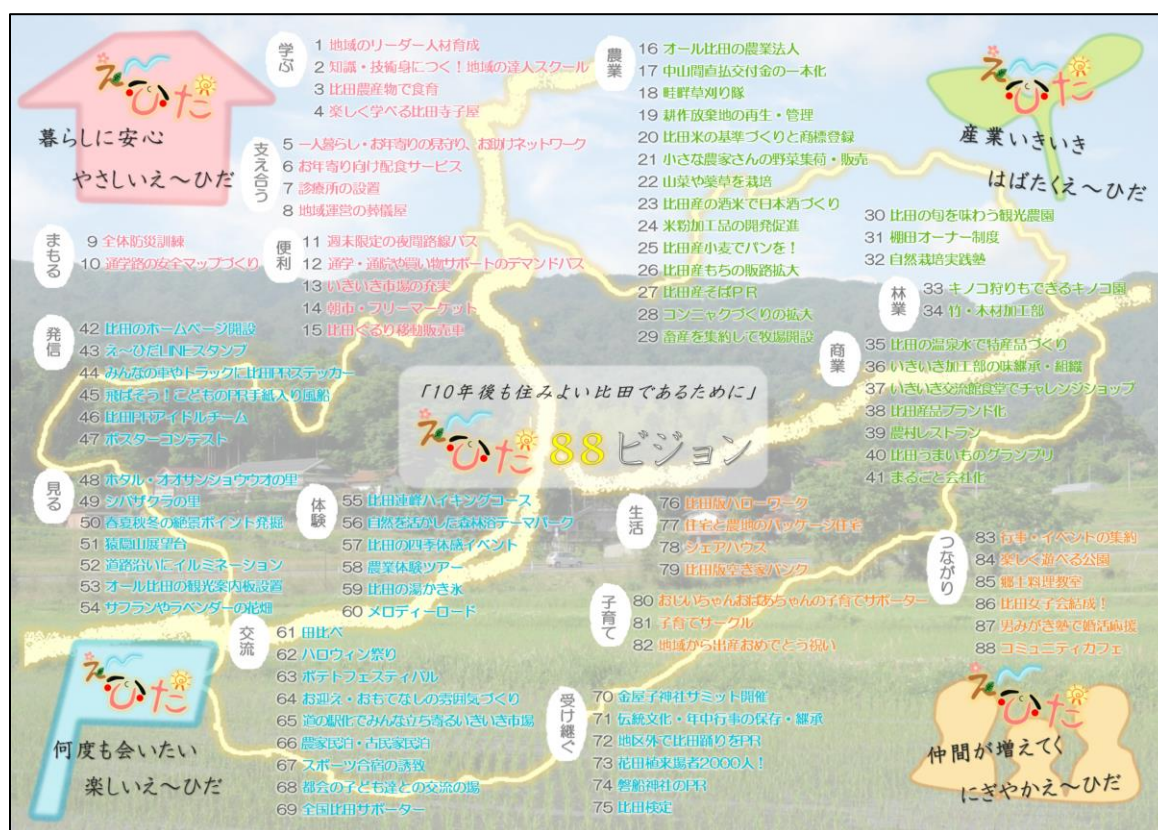 えーひだ
暮らしに安心
やさしいえ～ひだ
学ぶ
1 地域のリーダー人材育成
2 知識・技術身につく！地域の達人スクール
3 比田農産物で食育
4 楽しく学べる比田寺子屋
支え合う
5 一人暮らし・お年寄りの見守り、お助けネットワーク
6 お年寄り向け配食サービス
7 診療所の設置
8 地域運営の葬儀屋
まもる
9 全体防災訓練
10 通学路の安全マップづくり
便利
11 週末限定の夜間路線バス
12 通学・通院や買い物サポートのデマンドバス
13 いきいき市場の充実
14 朝市・フリーマーケット
15 比田ぐるり移動販売車
農業
16 オール比田の農業法人
17 中山間直払交付金の一本化
18 畦畔草刈り隊
19 耕作放棄地の再生・管理
20 比田米の基準づくりと商標登録
21 小さな農家さんの野菜集荷・販売
22 山菜や薬草を栽培
23 比田産の酒米で日本酒づくり
24 米粉加工品の開発促進
25 比田産小麦でパンを！
26 比田産もちの販路拡大
27 比田産そばPR
28 コンニャクづくりの拡大
29 畜産を集約して牧場開設
えーひだ
産業いきいき
はばたくえ～ひだ
30 比田の旬を味わう観光農園
31 棚田オーナー制度
32 自然栽培実践塾
林業
33 キノコ狩りもできるキノコ園
34 竹・木材加工部
商業
35 比田の温泉水で特産品づくり
36 いきいき加工部の味継承・組織
37 いきいき交流館食堂でチャレンジショップ
38 比田産品ブランド化
39 農村レストラン
40 比田うまいものグランプリ
41 まるごと会社化
発信
42 比田のホームページ開設
43 え～ひだLINEスタンプ
44 みんなの車やトラックに比田PRステッカー
45 飛ばそう！こどものPR手紙入り風船
46 比田PRアイドルチーム
47 ポスターコンテスト
「10年後も住みよい比田であるために」
えーひだ 88ビジョン
見る
48 ホタル・オオサンショウウオの里
49 シバザクラの里
50 春夏秋冬の絶景ポイント発掘
51 猿隠山展望台
52 道路沿いにイルミネーション
53 オール比田の観光案内板設置
54 サフランやラベンダーの花畑
体験
55 比田連峰ハイキングコース
56 自然を活かした森林浴テーマパーク
57 比田の四季体感イベント
58 農業体験ツアー
59 比田の湯かき氷
60 メロディーロード
交流
61 田比べ
62 ハロウィン祭り
63 ポテトフェスティバル
64 お迎え・おもてなしの雰囲気づくり
65 道の駅化でみんな立ち寄るいきいき市場
66 農家民泊・古民家民泊
67 スポーツ合宿の誘致
68 都会の子ども達との交流の場
69 全国比田サポーター
えーひだ
何度も会いたい
楽しいえ～ひだ
受け継ぐ
70 金屋子神社サミット開催
71 伝統文化・年中行事の保存・継承
72 地区外で比田踊りをPR
73 花田植来場者2000人！
74 磐船神社のPR
75 比田検定
生活
76 比田版ハローワーク
77 住宅と農地のパッケージ住宅
78 シェアハウス
79 比田版空き家バンク
子育て
80 おじいちゃんおばあちゃんの子育てサポーター
81 子育てサークル
82 地域から出産おめでとう祝い
つながり
83 行事・イベントの集約
84 楽しく遊べる公園
85 郷土料理教室
86 比田女子会結成！
87 男みがき塾で婚活応援
88 コミュニティカフェ
えーひだ
仲間が増えてく
にぎやかえ～ひだ